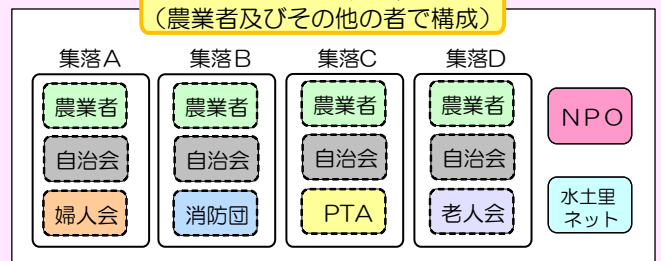 (農業者及びその他の者で構成)
集落A
集落B
集落C
集落D
農業者
農業者
農業者
農業者
NPO
自治会
自治会
自治会
自治会
婦人会
消防団
PTA
老人会
水土里
ネット